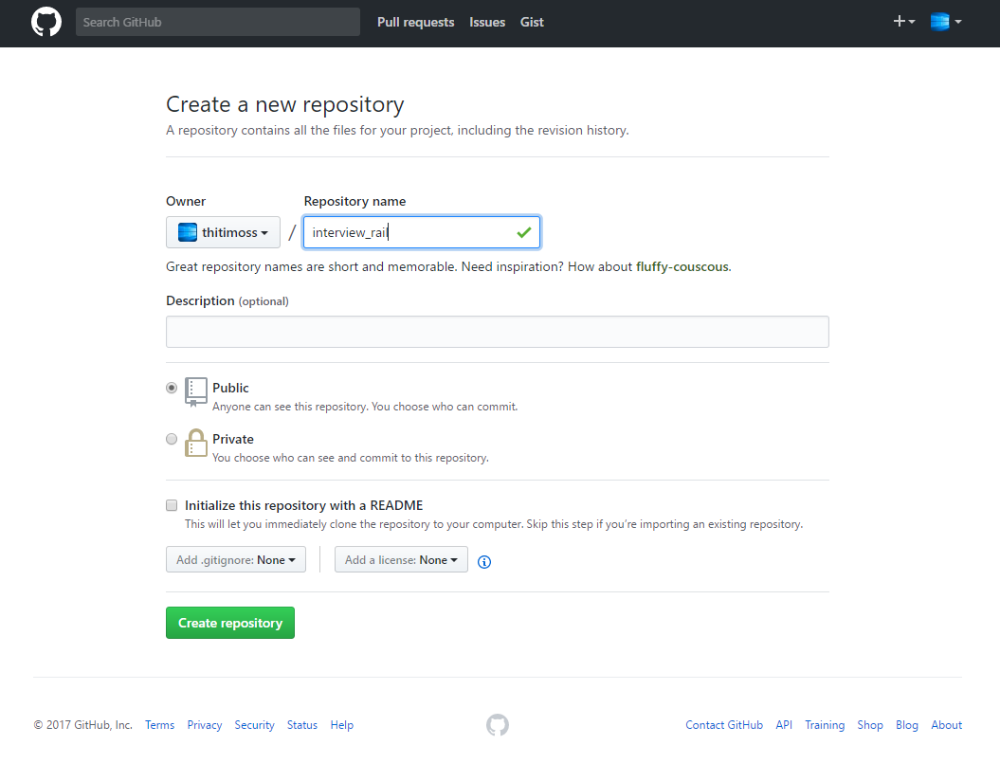 Search GitHub Pull requests Issues Gist
Create a new repository
A repository contains all the files for your project, including the revision history.
Owner Repository name
thitimoss / interview_rail
Great repository names are short and memorable. Need inspiration? How about fluffy-couscous.
Description (optional)
Public
Anyone can see this repository. You choose who can commit.
Private
You choose who can see and commit to this repository.
Initialize this repository with a README
This will let you immediately clone the repository to your computer. Skip this step if you're importing an existing repository.
Add .gitignore: None Add a license: None
Create repository
© 2017 GitHub, Inc. Terms Privacy Security Status Help Contact GitHub API Training Shop Blog About